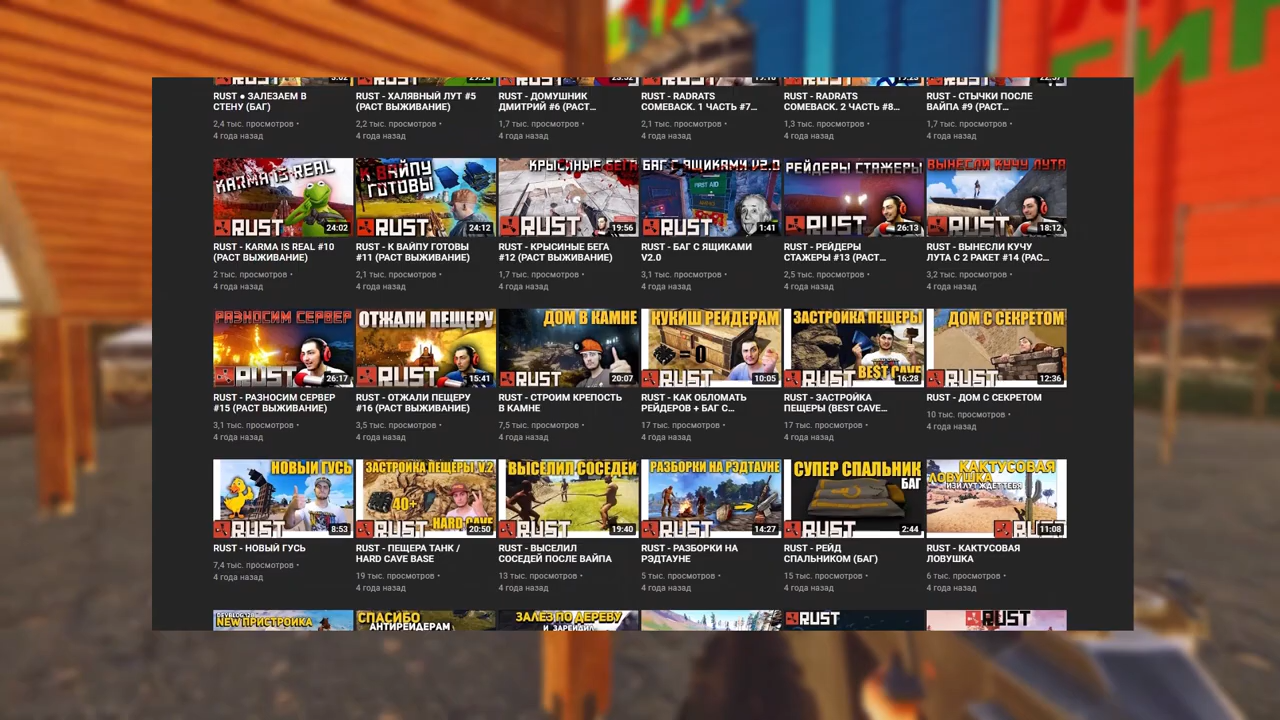 ГИП
RUST ● ЗАЛЕЗАЕМ В
СТЕНУ (БАГ)
2,4 тыс. просмотров •
4 года назад
RUST - ХАЛЯВНЫЙ ЛУТ #5
(РАСТ ВЫЖИВАНИЕ)
2,2 тыс. просмотров •
4 года назад
RUST - ДОМУШНИК
ДМИТРИЙ #6 (РАСТ...
1,7 тыс. просмотров •
4 года назад
RUST - RADRATS
COMEBACK. 1 ЧАСТЬ #7...
2,1 тыс. просмотров •
4 года назад
RUST - RADRATS
COMEBACK. 2 ЧАСТЬ #8...
1,3 тыс. просмотров •
4 года назад
RUST - СТЫЧКИ ПОСЛЕ
ВАЙПА #9 (РАСТ...
1,7 тыс. просмотров •
4 года назад
KARMA IS REAL
RUST
24:02
RUST - KARMA IS REAL #10
(РАСТ ВЫЖИВАНИЕ)
2 тыс. просмотров •
4 года назад
К ВАЙПУ
ГОТОВЫ
RUST
24:12
RUST - К ВАЙПУ ГОТОВЫ
#11 (РАСТ ВЫЖИВАНИЕ)
2,1 тыс. просмотров •
4 года назад
КРЫСИНЫЕ БЕГА
RUST
19:56
RUST - КРЫСИНЫЕ БЕГА
#12 (РАСТ ВЫЖИВАНИЕ)
1,7 тыс. просмотров •
4 года назад
БАГ С ЯЩИКАМИ V2.0
FIRST AID
RUST
1:41
RUST - БАГ С ЯЩИКАМИ
V2.0
3,1 тыс. просмотров •
4 года назад
РЕЙДЕРЫ СТАЖЕРЫ
RUST
26:13
RUST - РЕЙДЕРЫ
СТАЖЕРЫ #13 (РАСТ...
2,5 тыс. просмотров •
4 года назад
ВЫНЕСЛИ КУЧУ ЛУТА
RUST
18:12
RUST - ВЫНЕСЛИ КУЧУ
ЛУТА С 2 РАКЕТ #14 (РАС...
3,2 тыс. просмотров •
4 года назад
РАЗНОСИМ СЕРВЕР
RUST
26:17
RUST - РАЗНОСИМ СЕРВЕР
#15 (РАСТ ВЫЖИВАНИЕ)
3,1 тыс. просмотров •
4 года назад
ОТЖАЛИ ПЕЩЕРУ
RUST
15:41
RUST - ОТЖАЛИ ПЕЩЕРУ
#16 (РАСТ ВЫЖИВАНИЕ)
3,5 тыс. просмотров •
4 года назад
ДОМ В КАМНЕ
RUST
20:07
RUST - СТРОИМ КРЕПОСТЬ
В КАМНЕ
7,5 тыс. просмотров •
4 года назад
КУКИШ РЕЙДЕРАМ
=0
RUST
10:05
RUST - КАК ОБЛОМАТЬ
РЕЙДЕРОВ + БАГ С...
17 тыс. просмотров •
4 года назад
ЗАСТРОЙКА ПЕЩЕРЫ
BEST CAVE
RUST
16:28
RUST - ЗАСТРОЙКА
ПЕЩЕРЫ (BEST CAVE...
17 тыс. просмотров •
4 года назад
ДОМ С СЕКРЕТОМ
RUST
12:36
RUST - ДОМ С СЕКРЕТОМ
10 тыс. просмотров •
4 года назад
НОВЫЙ ГУСЬ
RUST
8:53
RUST - НОВЫЙ ГУСЬ
7,4 тыс. просмотров •
4 года назад
ЗАСТРОЙКА ПЕЩЕРЫ V.2
40+
HARD CAVE
RUST
20:50
RUST - ПЕЩЕРА ТАНК /
HARD CAVE BASE
19 тыс. просмотров •
4 года назад
ВЫСЕЛИЛ СОСЕДЕЙ
RUST
19:40
RUST - ВЫСЕЛИЛ
СОСЕДЕЙ ПОСЛЕ ВАЙПА
13 тыс. просмотров •
4 года назад
РАЗБОРКИ НА РЭДТАУНЕ
RUST
14:27
RUST - РАЗБОРКИ НА
РЭДТАУНЕ
5 тыс. просмотров •
4 года назад
СУПЕР СПАЛЬНИК
БАГ
RUST
2:44
RUST - РЕЙД
СПАЛЬНИКОМ (БАГ)
15 тыс. просмотров •
4 года назад
КАКТУСОВАЯ
ЛОВУШКА
ИЗИ ЛУТ ЖДЕТ ТЕБЯ
RUST
11:08
RUST - КАКТУСОВАЯ
ЛОВУШКА
6 тыс. просмотров •
4 года назад
NEW ПРИСТРОЙКА
СПАСИБО
АНТИРЕЙДЕРАМ
ЗАЛЕЗ ПО ДЕРЕВУ
И ЗАРЕЙДИЛ
RUST
RUST